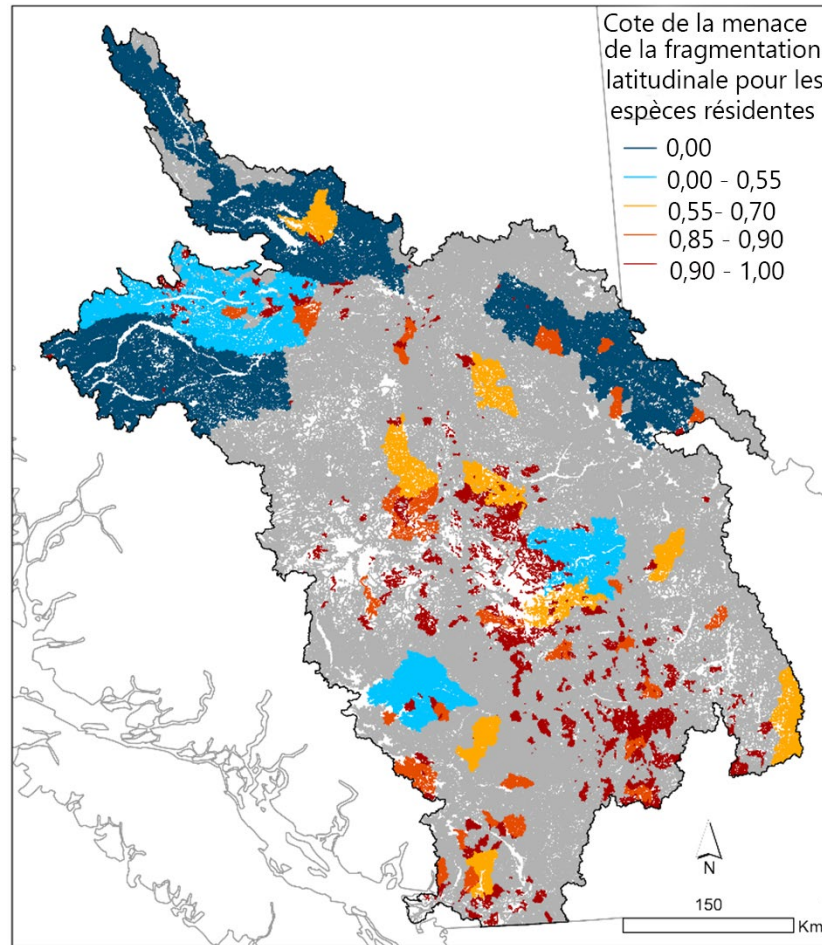 Cote de la menace
de la fragmentation
latitudinale pour les
espèces résidentes
0,00
0,00 - 0,55
0,55- 0,70
0,85 - 0,90
0,90 - 1,00
N
150
Km